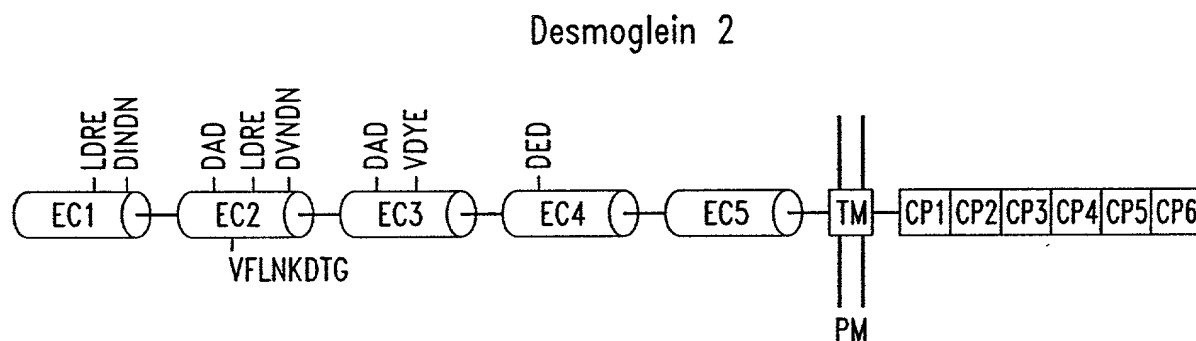 Desmoglein 2
LDRE DINDN DAD LDRE DVNDN DAD VDYE DED
EC1 EC2 EC3 EC4 EC5 TM CP1 CP2 CP3 CP4 CP5 CP6
VFLNKDTG
PM